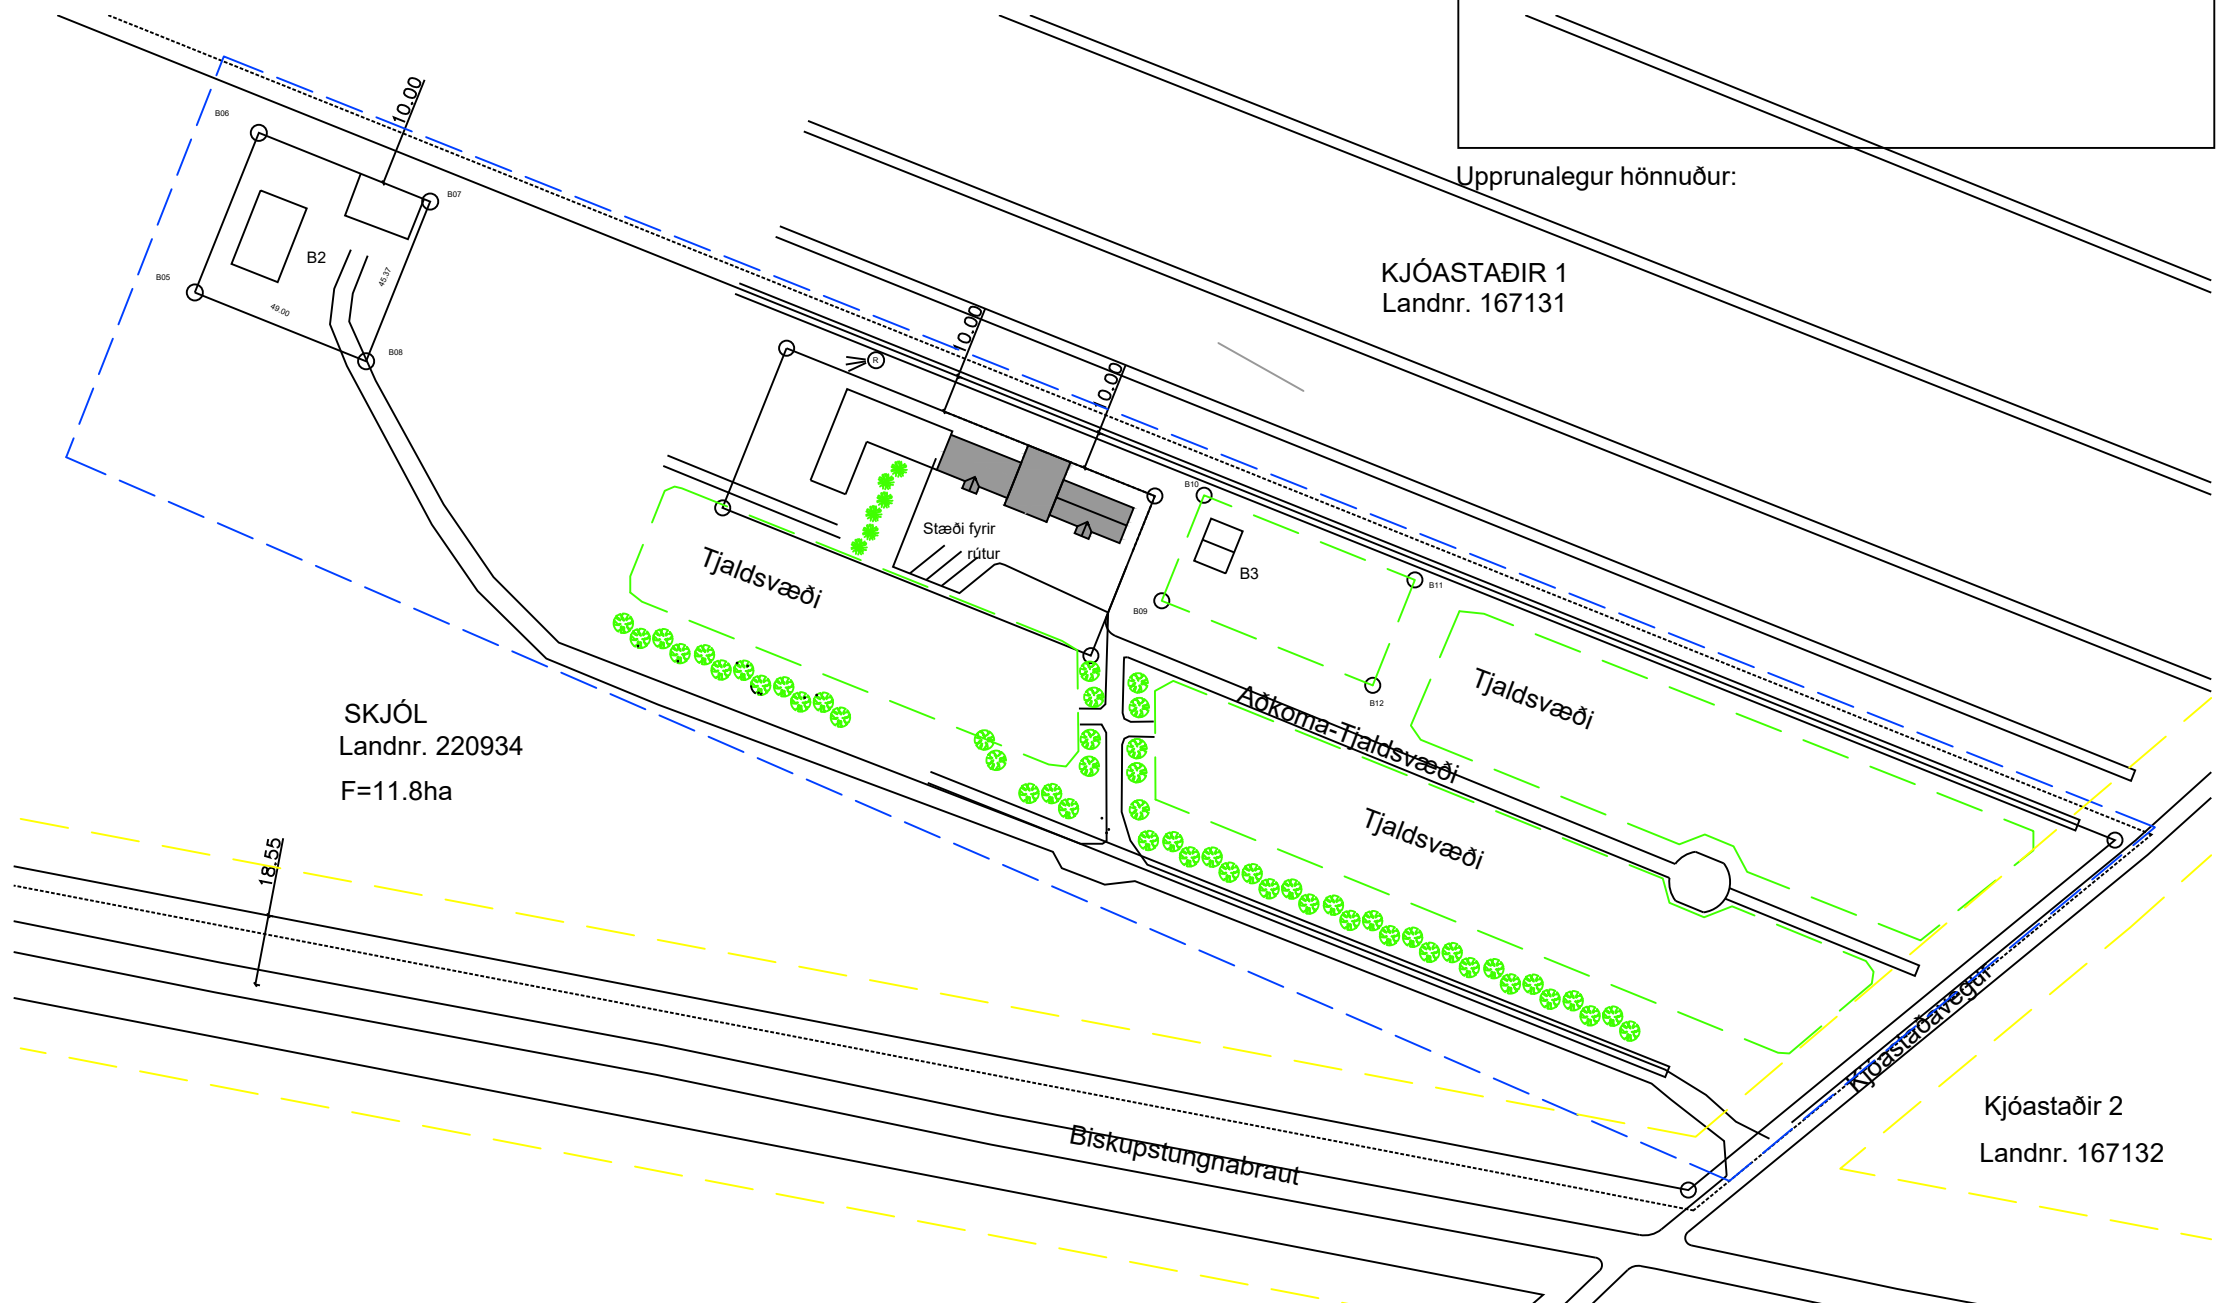 10.00
B06
B07
Upprunalegur hönnuður:
B2
B05
45.37
49.00
B08
KJÓASTAÐIR 1
Landnr. 167131
10.00
R
10.00
B10
Stæði fyrir
rútur
B3
B11
B09
Tjaldsvæði
B12
Tjaldsvæði
Aðkoma-Tjaldsvæði
SKJÓL
Landnr. 220934
F=11.8ha
Tjaldsvæði
18.55
Kjóastaðavegur
Kjóastaðir 2
Landnr. 167132
Biskupstungnabraut